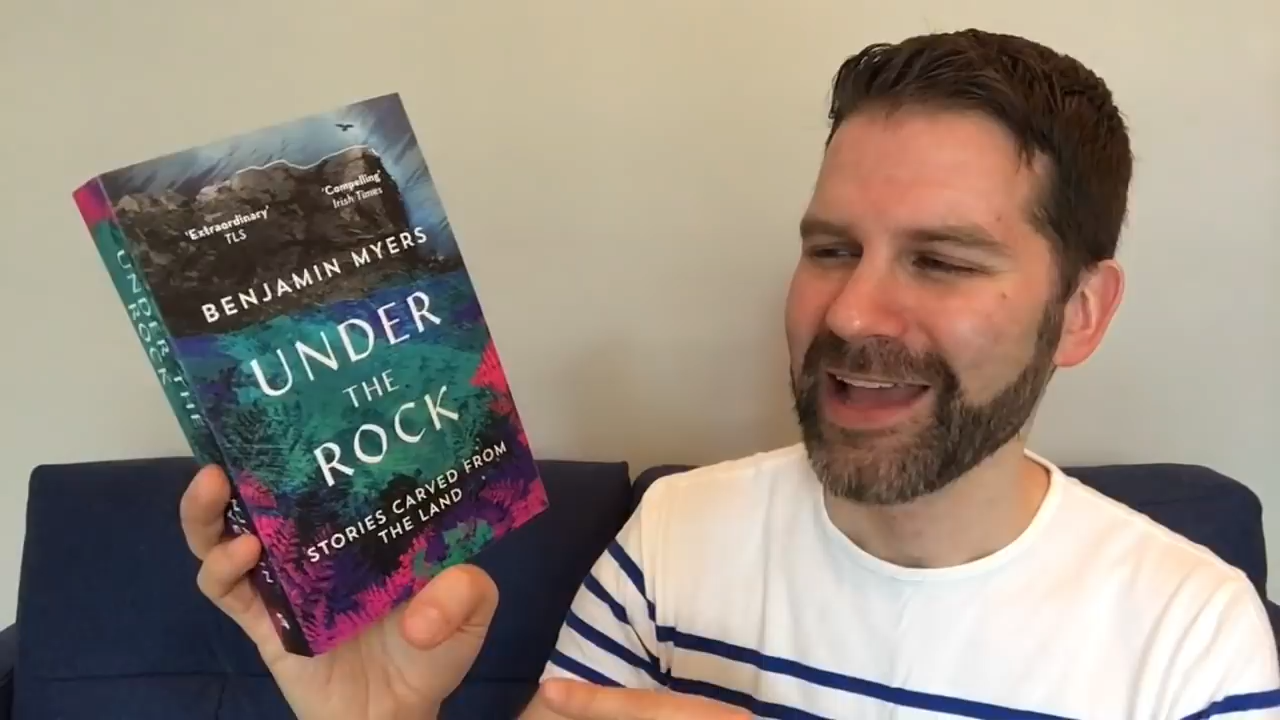 'Extraordinary'
TLS
'Compelling'
Irish Times
BENJAMIN MYERS
UNDER
THE
ROCK
STORIES CARVED FROM
THE LAND
UNDER THE
ROCK